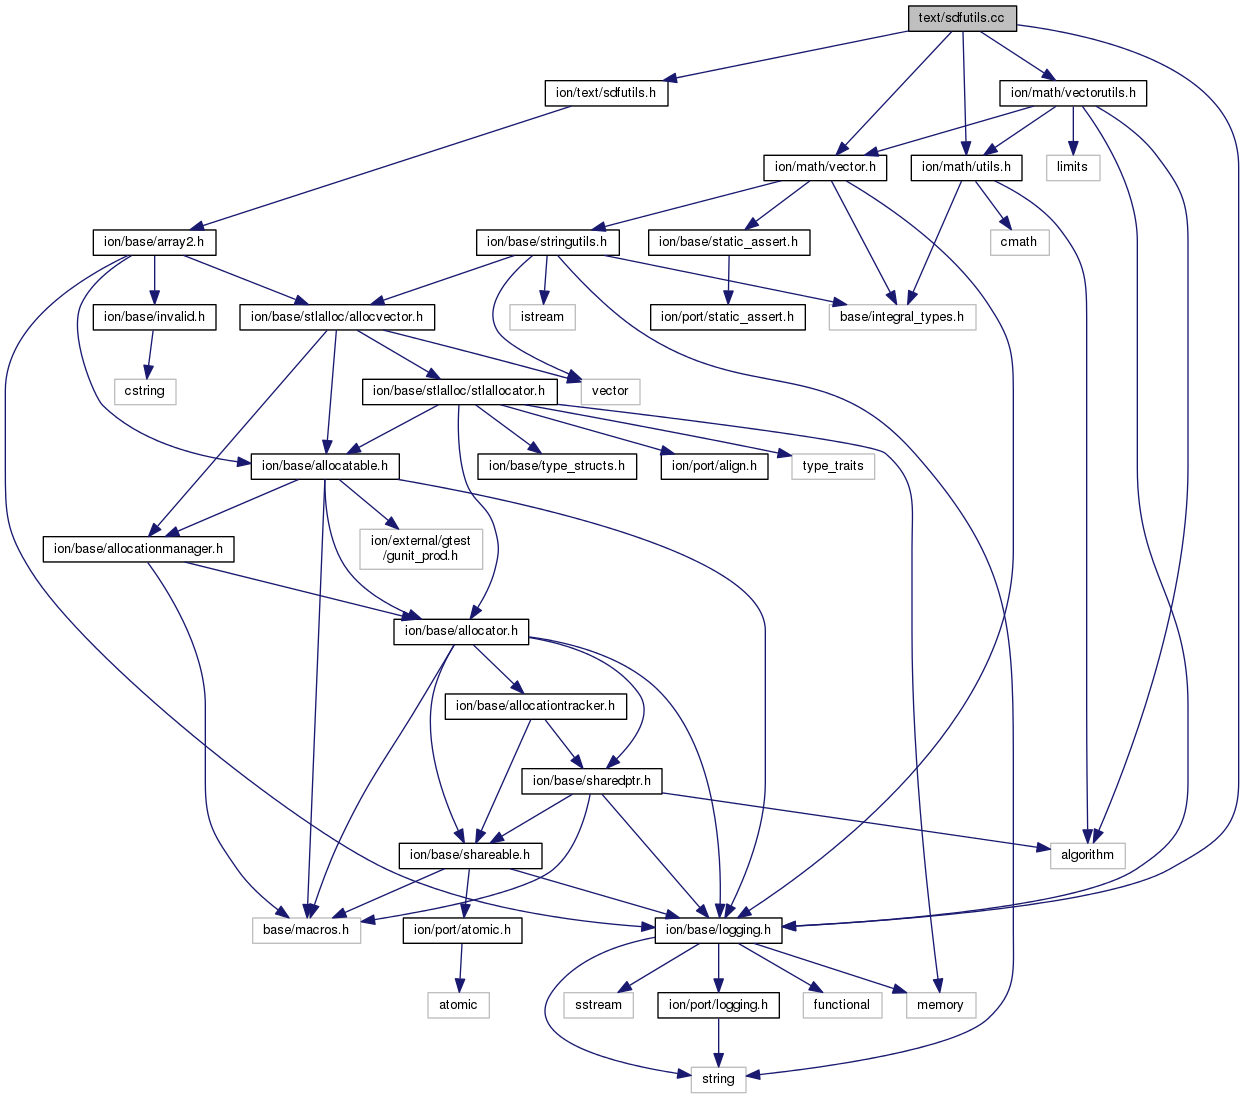 text/sdfutils.cc
ion/text/sdfutils.h
ion/math/vectorutils.h
ion/math/vector.h
ion/math/utils.h
limits
ion/base/array2.h
ion/base/stringutils.h
ion/base/static_assert.h
cmath
ion/base/invalid.h
ion/base/stlalloc/allocvector.h
istream
ion/port/static_assert.h
base/integral_types.h
cstring
ion/base/stlalloc/stlallocator.h
vector
ion/base/allocatable.h
ion/base/type_structs.h
ion/port/align.h
type_traits
ion/base/allocationmanager.h
ion/external/gtest
/gunit_prod.h
ion/base/allocator.h
ion/base/allocationtracker.h
ion/base/sharedptr.h
ion/base/shareable.h
algorithm
base/macros.h
ion/port/atomic.h
ion/base/logging.h
atomic
sstream
ion/port/logging.h
functional
memory
string